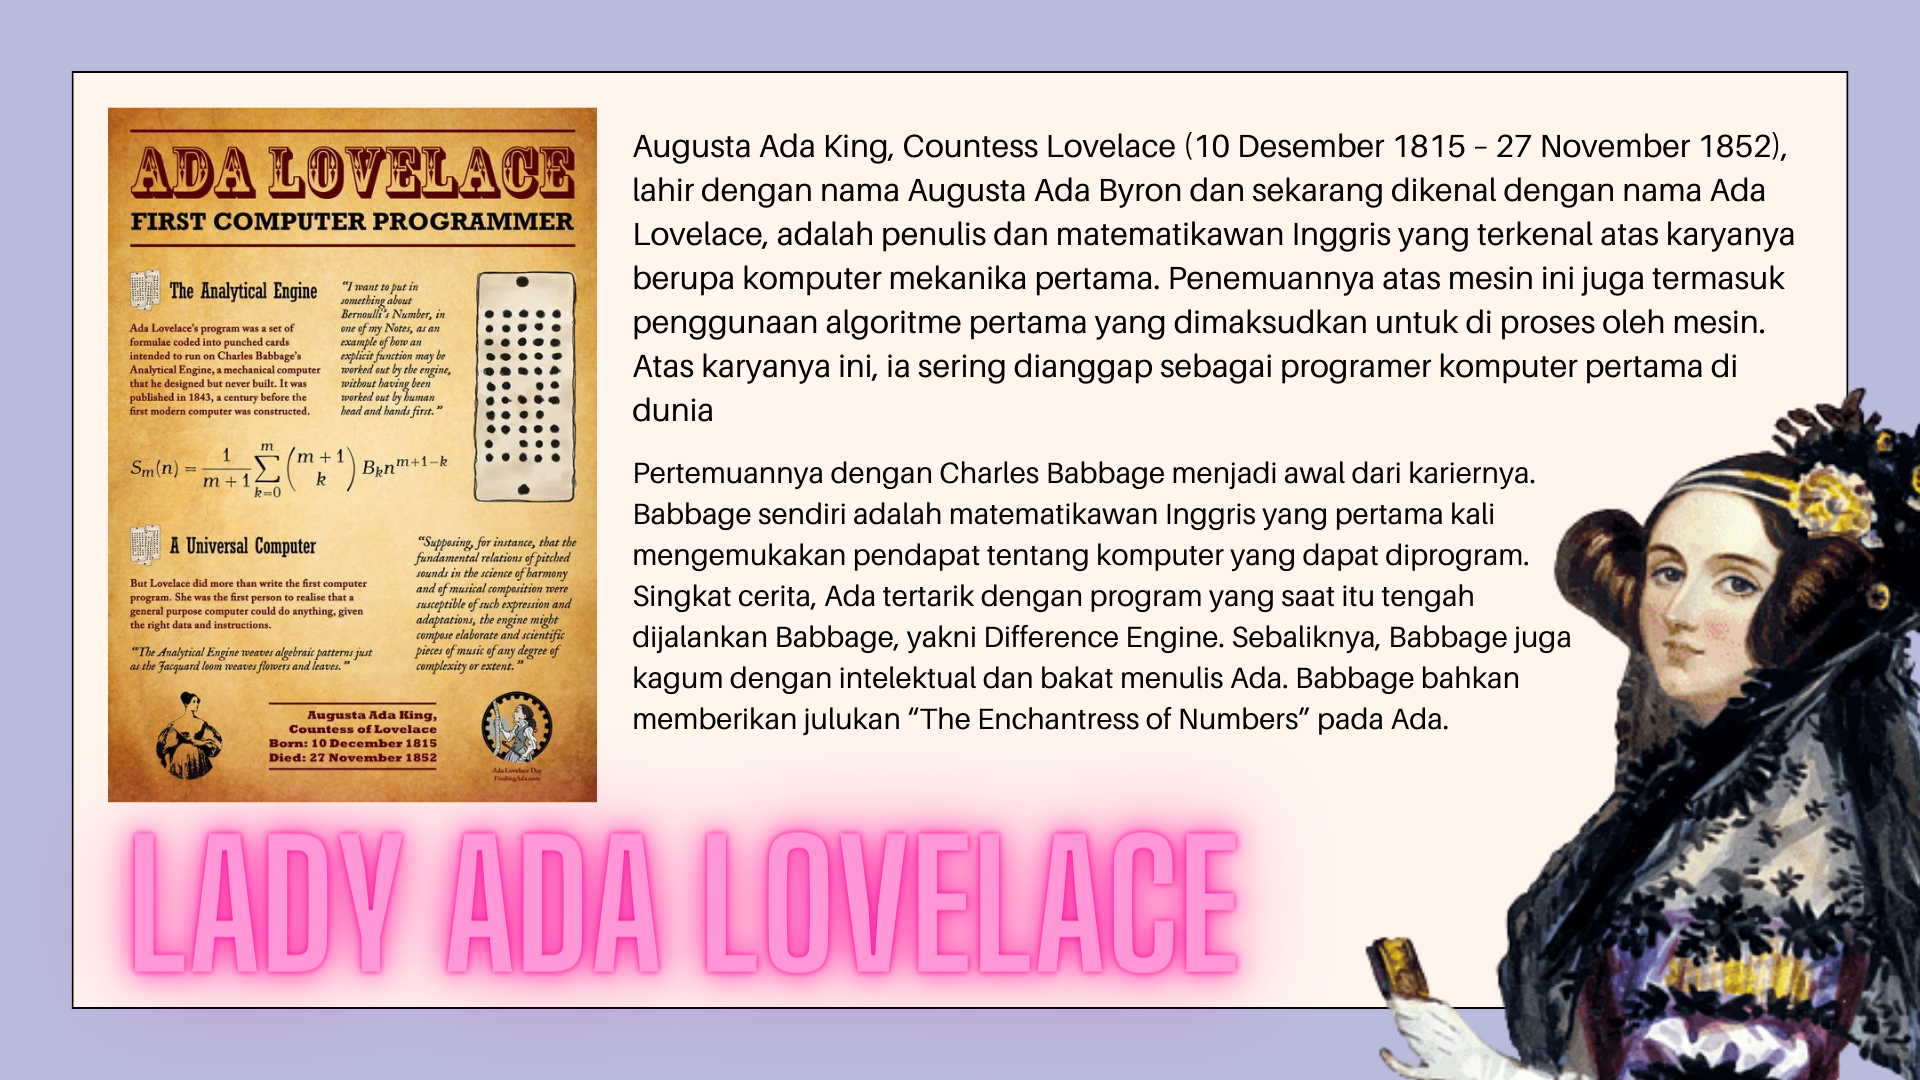 ADA LOVELACE
FIRST COMPUTER PROGRAMMER
The Analytical Engine
Ada Lovelace's program was a set of
formulae coded into punched cards
intended to run on Charles Babbage's
Analytical Engine, a mechanical computer
that he designed but never built. It was
published in 1843, a century before the
first modern computer was constructed.
“I want to put in
something about
Bernoulli's Number, in
one of my Notes, as an
example of how an
explicit function may be
worked out by the engine,
without having been
worked out by human
head and hands first.”
Sₘ(n) = 1/(m + 1) ∑ₖ₌₀ᵐ (m + 1 k) Bₖnᵐ⁺¹⁻ᵏ
A Universal Computer
But Lovelace did more than write the first computer
program. She was the first person to realise that a
general purpose computer could do anything, given
the right data and instructions.
“The Analytical Engine weaves algebraic patterns just
as the Jacquard loom weaves flowers and leaves.”
“Supposing, for instance, that the
fundamental relations of pitched
sounds in the science of harmony
and of musical composition were
susceptible of such expression and
adaptations, the engine might
compose elaborate and scientific
pieces of music of any degree of
complexity or extent.”
Augusta Ada King,
Countess of Lovelace
Born: 10 December 1815
Died: 27 November 1852
Ada Lovelace Day
FindingAda.com
Augusta Ada King, Countess Lovelace (10 Desember 1815 – 27 November 1852),
lahir dengan nama Augusta Ada Byron dan sekarang dikenal dengan nama Ada
Lovelace, adalah penulis dan matematikawan Inggris yang terkenal atas karyanya
berupa komputer mekanika pertama. Penemuannya atas mesin ini juga termasuk
penggunaan algoritme pertama yang dimaksudkan untuk di proses oleh mesin.
Atas karyanya ini, ia sering dianggap sebagai programer komputer pertama di
dunia
Pertemuannya dengan Charles Babbage menjadi awal dari kariernya.
Babbage sendiri adalah matematikawan Inggris yang pertama kali
mengemukakan pendapat tentang komputer yang dapat diprogram.
Singkat cerita, Ada tertarik dengan program yang saat itu tengah
dijalankan Babbage, yakni Difference Engine. Sebaliknya, Babbage juga
kagum dengan intelektual dan bakat menulis Ada. Babbage bahkan
memberikan julukan “The Enchantress of Numbers” pada Ada.
LADY ADA LOVELACE